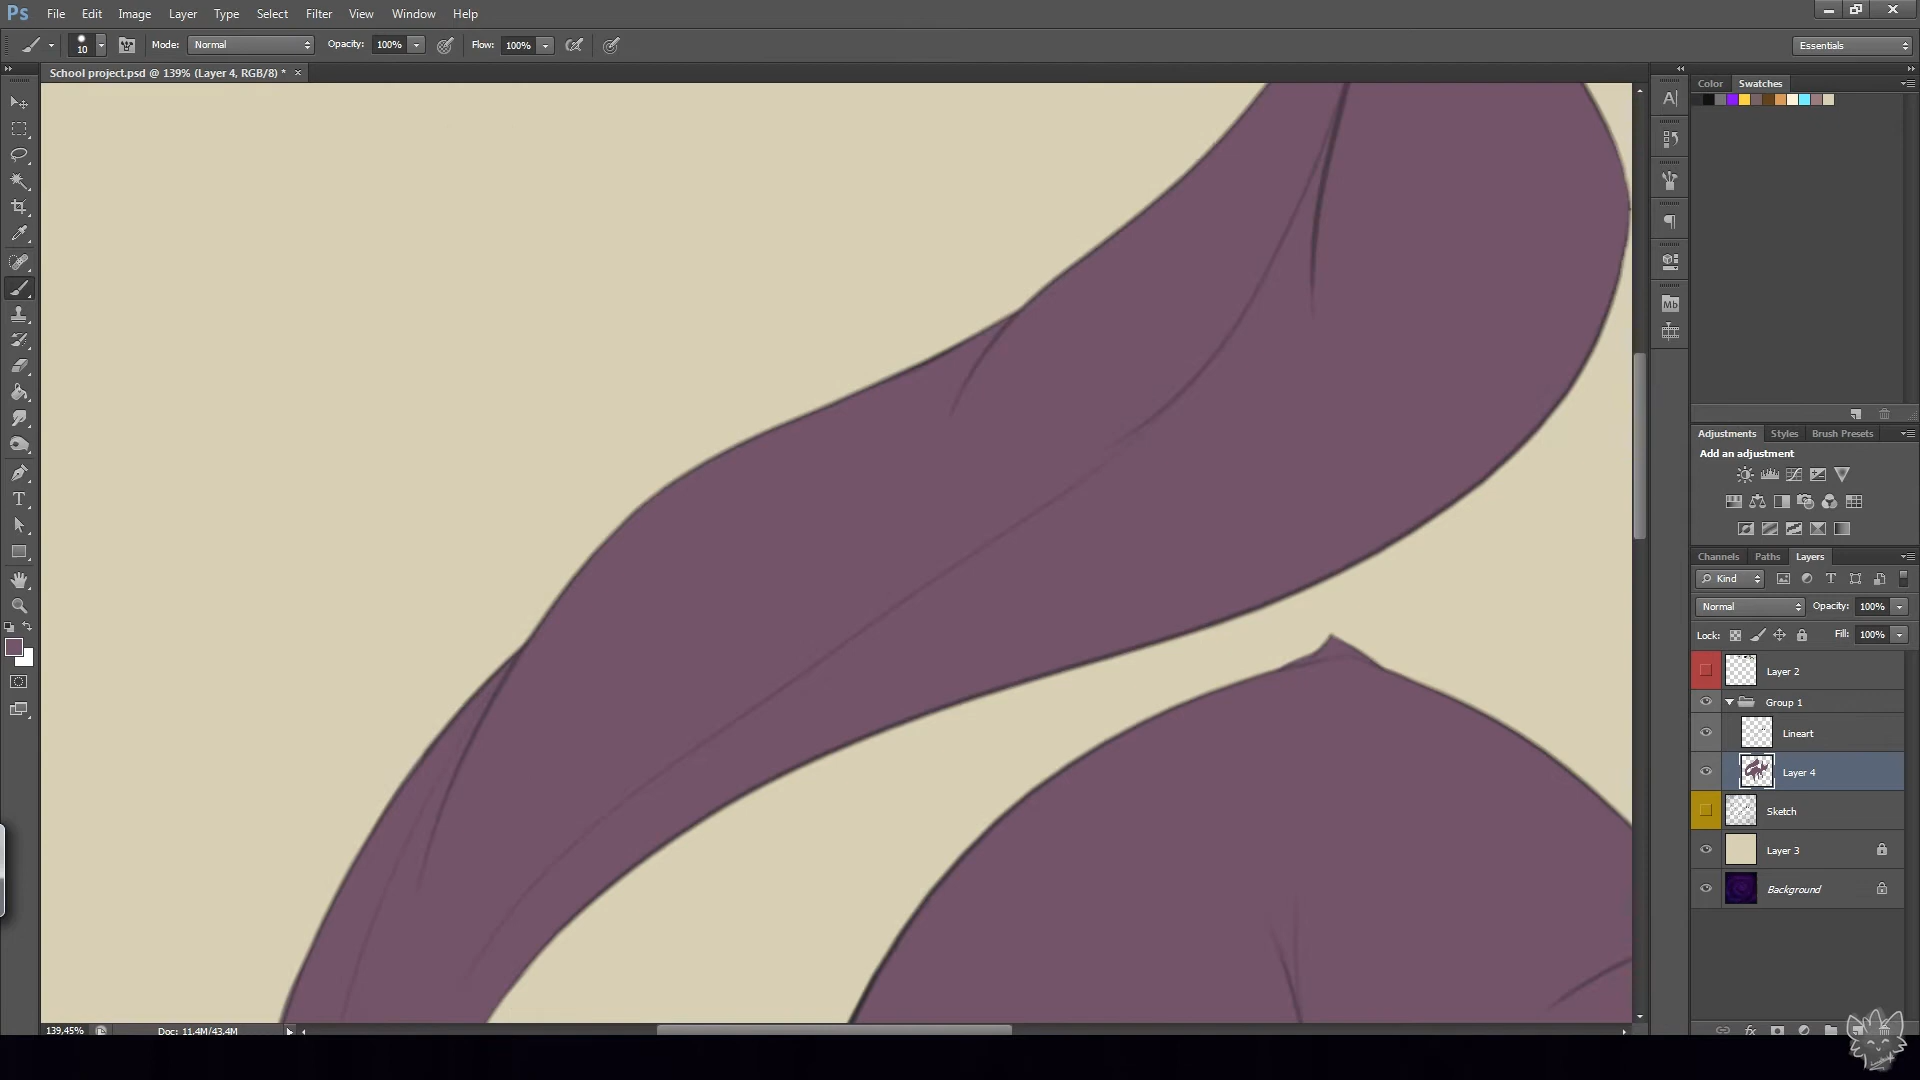 Ps File Edit Image Layer Type Select Filter View Window Help
10 Mode: Normal Opacity: 100% Flow: 100% Essentials
School project.psd @ 139% (Layer 4, RGB/8) * ×
Color Swatches
A|
Mb
Adjustments Styles Brush Presets
Add an adjustment
Channels Paths Layers
Kind T
Normal Opacity: 100%
Lock: Fill: 100%
Layer 2
Group 1
Lineart
Layer 4
Sketch
Layer 3
Background
T
139,45% Doc: 11.4M/43.4M
fx